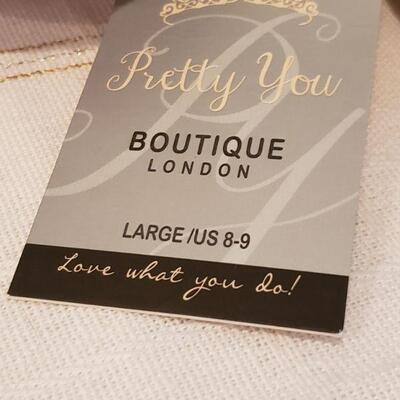 Pretty You
BOUTIQUE
LONDON
LARGE /US 8-9
Love what you do!